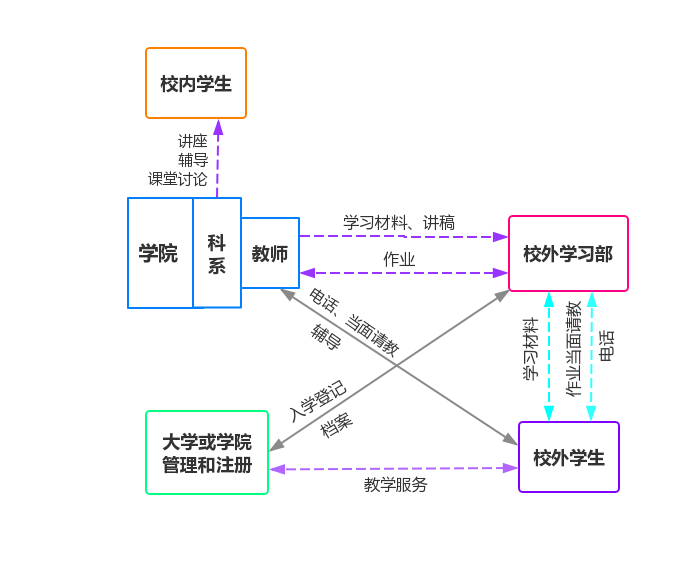 校内学生
讲座
辅导
课堂讨论
学院
科
系
教师
学习材料、讲稿
作业
校外学习部
电话、当面请教
辅导
学习材料
作业当面请教
电话
入学登记
档案
大学或学院
管理和注册
校外学生
教学服务